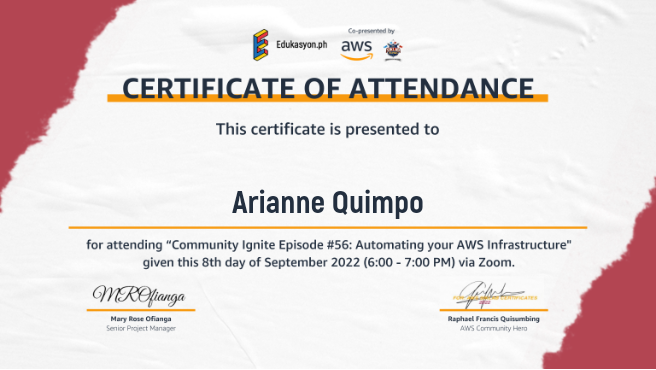 Co-presented by
Edukasyon.ph
aws
CERTIFICATE OF ATTENDANCE
This certificate is presented to
Arianne Quimpo
for attending “Community Ignite Episode #56: Automating your AWS Infrastructure"
given this 8th day of September 2022 (6:00 - 7:00 PM) via Zoom.
MROfianga
Mary Rose Ofianga
Senior Project Manager
CERTIFICATES
2022
Raphael Francis Quisumbing
AWS Community Hero